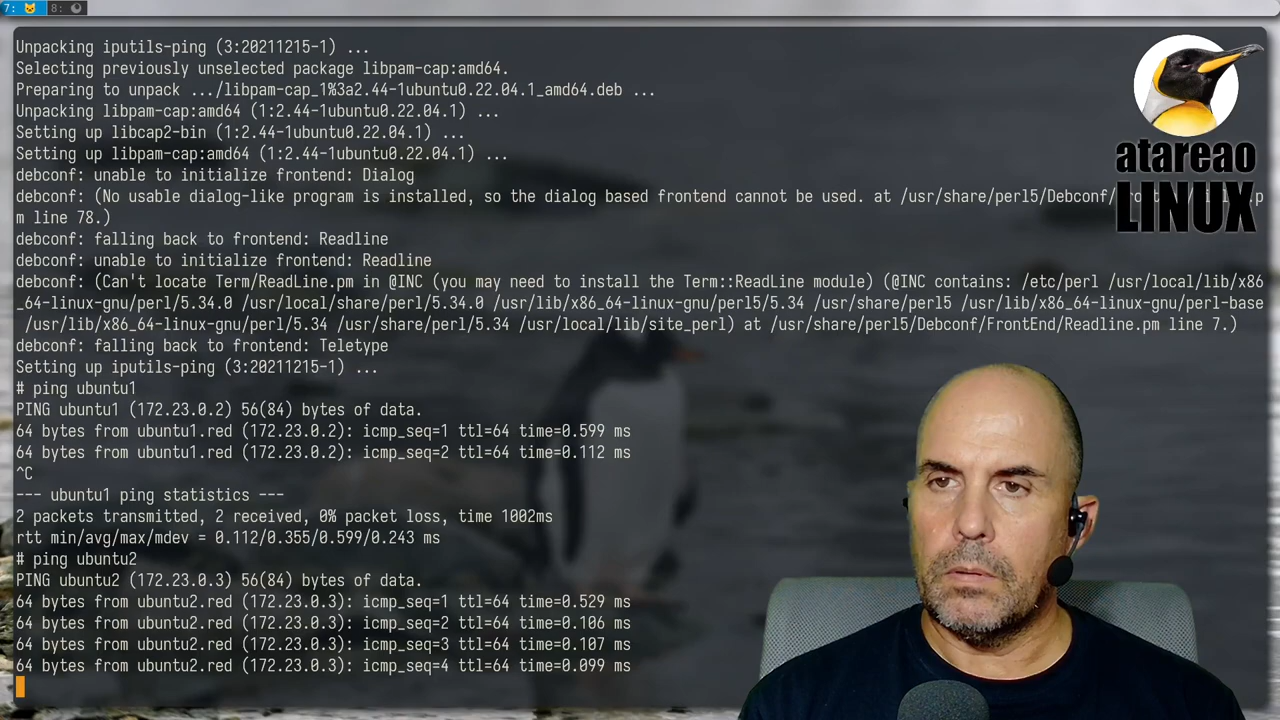 7: 8:
Unpacking iputils-ping (3:20211215-1) ...
Selecting previously unselected package libpam-cap:amd64.
Preparing to unpack .../libpam-cap_1%3a2.44-1ubuntu0.22.04.1_amd64.deb ...
Unpacking libpam-cap:amd64 (1:2.44-1ubuntu0.22.04.1) ...
Setting up libcap2-bin (1:2.44-1ubuntu0.22.04.1) ...
Setting up libpam-cap:amd64 (1:2.44-1ubuntu0.22.04.1) ...
debconf: unable to initialize frontend: Dialog
debconf: (No usable dialog-like program is installed, so the dialog based frontend cannot be used. at /usr/share/perl5/Debconf/
m line 78.)
debconf: falling back to frontend: Readline
debconf: unable to initialize frontend: Readline
debconf: (Can't locate Term/ReadLine.pm in @INC (you may need to install the Term::ReadLine module) (@INC contains: /etc/perl /usr/local/lib/x86
_64-linux-gnu/perl/5.34.0 /usr/local/share/perl/5.34.0 /usr/lib/x86_64-linux-gnu/perl5/5.34 /usr/share/perl5 /usr/lib/x86_64-linux-gnu/perl-base
/usr/lib/x86_64-linux-gnu/perl/5.34 /usr/share/perl/5.34 /usr/local/lib/site_perl) at /usr/share/perl5/Debconf/FrontEnd/Readline.pm line 7.)
debconf: falling back to frontend: Teletype
Setting up iputils-ping (3:20211215-1) ...
# ping ubuntu1
PING ubuntu1 (172.23.0.2) 56(84) bytes of data.
64 bytes from ubuntu1.red (172.23.0.2): icmp_seq=1 ttl=64 time=0.599 ms
64 bytes from ubuntu1.red (172.23.0.2): icmp_seq=2 ttl=64 time=0.112 ms
^C
--- ubuntu1 ping statistics ---
2 packets transmitted, 2 received, 0% packet loss, time 1002ms
rtt min/avg/max/mdev = 0.112/0.355/0.599/0.243 ms
# ping ubuntu2
PING ubuntu2 (172.23.0.3) 56(84) bytes of data.
64 bytes from ubuntu2.red (172.23.0.3): icmp_seq=1 ttl=64 time=0.529 ms
64 bytes from ubuntu2.red (172.23.0.3): icmp_seq=2 ttl=64 time=0.106 ms
64 bytes from ubuntu2.red (172.23.0.3): icmp_seq=3 ttl=64 time=0.107 ms
64 bytes from ubuntu2.red (172.23.0.3): icmp_seq=4 ttl=64 time=0.099 ms
atareao
LINUX